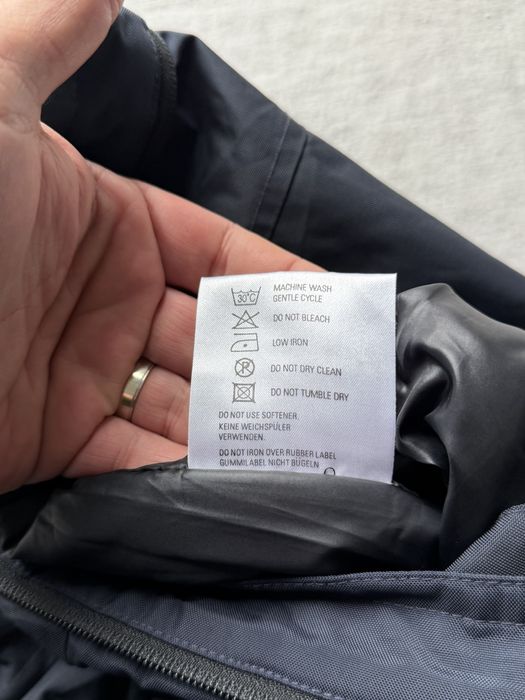 30°C MACHINE WASH
GENTLE CYCLE
DO NOT BLEACH
LOW IRON
P DO NOT DRY CLEAN
DO NOT TUMBLE DRY
DO NOT USE SOFTENER.
KEINE WEICHSPÜLER
VERWENDEN.
DO NOT IRON OVER RUBBER LABEL
GUMMILABEL NICHT BÜGELN